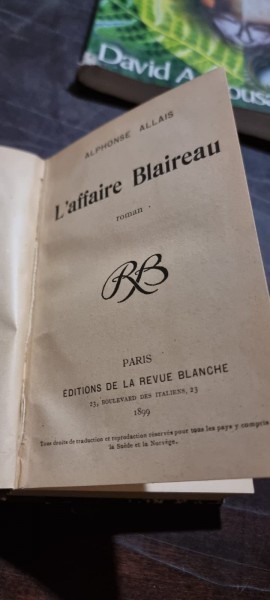 David A.
ALPHONSE ALLAIS
L'affaire Blaireau
roman
RB
PARIS
ÉDITIONS DE LA REVUE BLANCHE
23, BOULEVARD DES ITALIENS, 23
1899
Tous droits de traduction et reproduction réservés pour tous les pays y compris
la Suède et la Norvège.